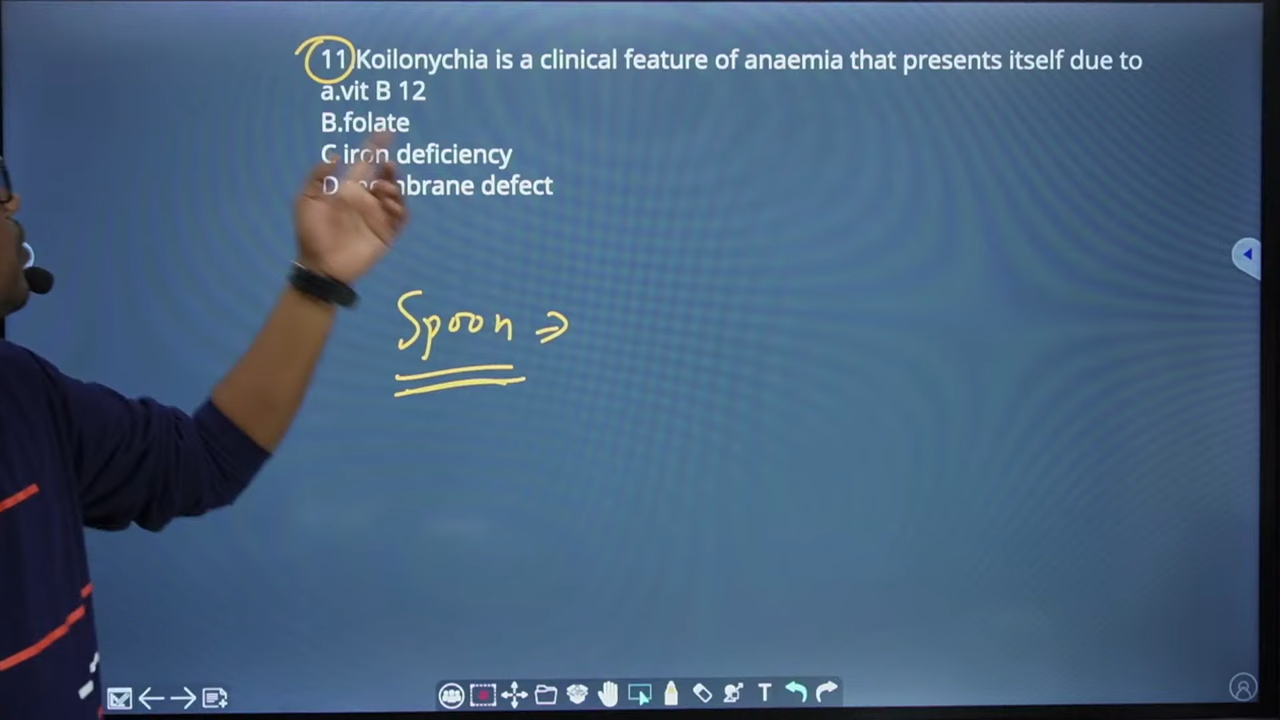 11 Koilonychia is a clinical feature of anaemia that presents itself due to
a.vit B 12
B.folate
C iron deficiency
D membrane defect
Spoon ⇒
T